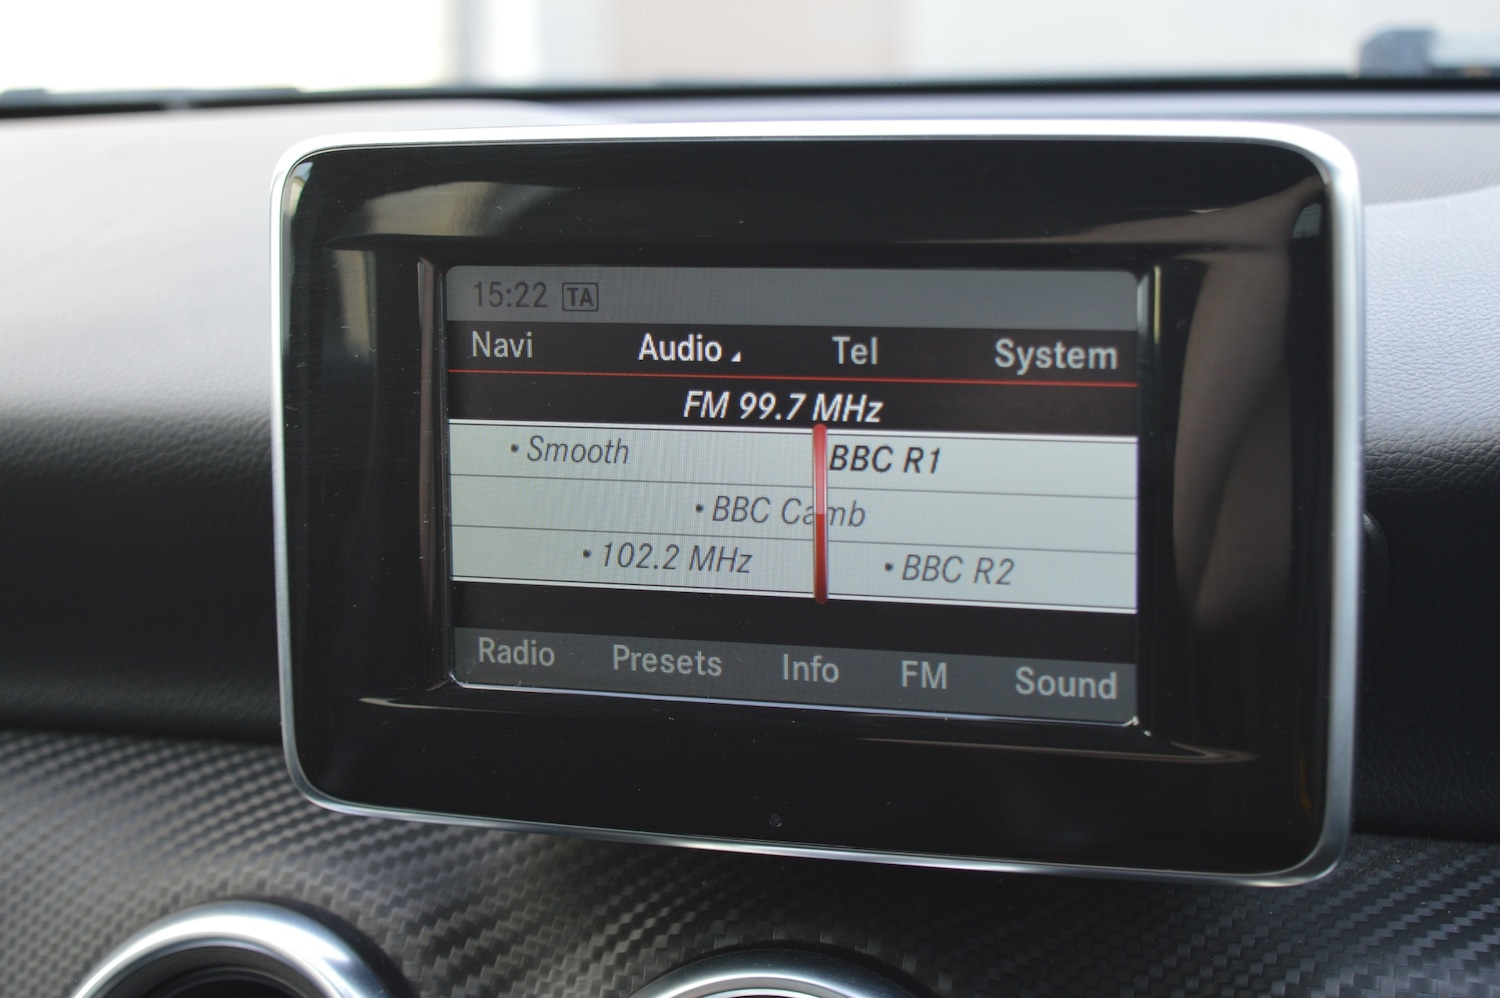 15:22 TA
Navi Audio Tel System
FM 99.7 MHz
• Smooth BBC R1
• BBC Camb
• 102.2 MHz • BBC R2
Radio Presets Info FM Sound